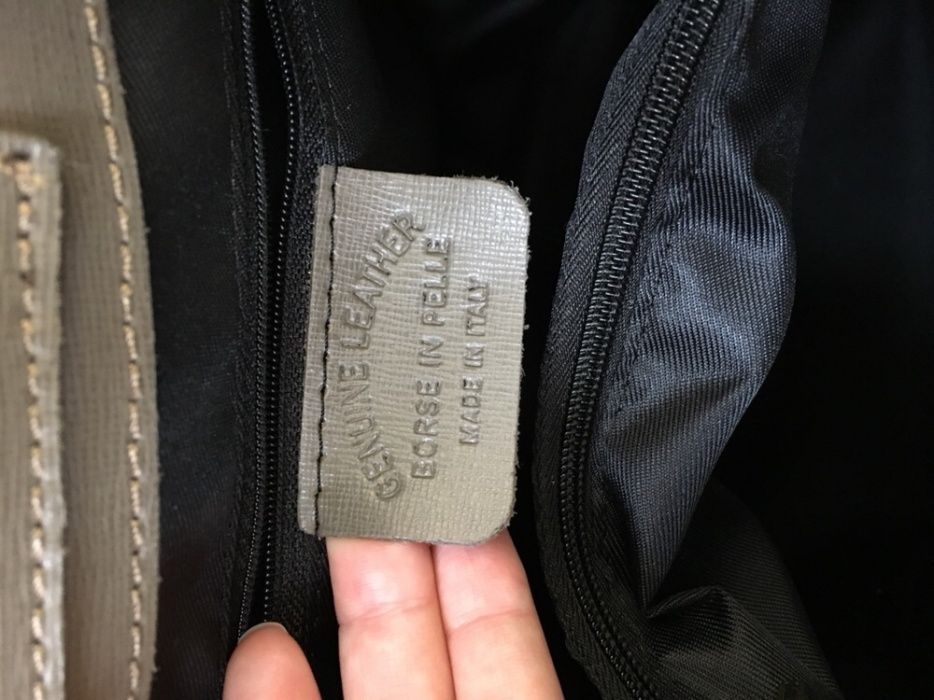 GENUINE LEATHER
BORSE IN PELLE
MADE IN ITALY